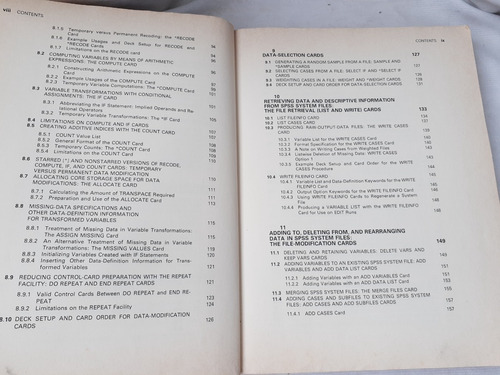 viii CONTENTS
8.1.5 Temporary versus Permanent Recoding: the *RECODE
Card 94
8.1.6 Example Usages and Deck Setup for RECODE and
*RECODE Cards
8.1.7 Limitations on the RECODE card
8.2 COMPUTING VARIABLES BY MEANS OF ARITHMETIC
EXPRESSIONS: THE COMPUTE CARD
8.2.1 Constructing Arithmetic Expressions on the COMPUTE
Card
8.2.2 Example Usages of the COMPUTE Card
8.2.3 Temporary Variable Computations: The *COMPUTE Card
8.3 VARIABLE TRANSFORMATIONS WITH CONDITIONAL
ASSIGNMENTS: THE IF CARD
8.3.1 Abbreviating the IF Statement: Implied Operands and Re-
lational Operators
8.3.2 Temporary Variable Transformations: The *IF Card
8.4 LIMITATIONS ON COMPUTE AND IF CARDS
8.5 CREATING ADDITIVE INDICES WITH THE COUNT CARD
8.5.1 COUNT Value List
8.5.2 General Format of the COUNT Card
8.5.3 Temporary Counts: The *COUNT Card
8.5.4 Limitations on the COUNT Card
8.6 STARRED (*) AND NONSTARRED VERSIONS OF RECODE,
COMPUTE, IF, AND COUNT CARDS: TEMPORARY
VERSUS PERMANENT DATA MODIFICATION
8.7 ALLOCATING CORE STORAGE SPACE FOR DATA
MODIFICATIONS: THE ALLOCATE CARD 110
8.7.1 Calculating the Amount of TRANSPACE Required 111
8.7.2 Preparation and Use of the ALLOCATE Card 113
8.8 MISSING DATA SPECIFICATIONS AND
OTHER DATA-DEFINITION INFORMATION
FOR TRANSFORMED VARIABLES 115
8.8.1 Treatment of Missing Data in Variable Transformations:
The ASSIGN MISSING Card
8.8.2 An Alternative Treatment of Missing Data in Variable
Transformations: The MISSING VALUES Card
8.8.3 Initializing Variables Created with IF Statements
8.8.4 Inserting Other Data-Definition Information for Trans-
formed Variables
8.9 REDUCING CONTROL-CARD PREPARATION WITH THE REPEAT
FACILITY: DO REPEAT AND END REPEAT CARDS 121
8.9.1 Valid Control Cards Between DO REPEAT and END RE-
PEAT 123
8.9.2 Limitations on the REPEAT Facility 124
8.10 DECK SETUP AND CARD ORDER FOR DATA-MODIFICATION
CARDS 126
CONTENTS ix
9
DATA-SELECTION CARDS 127
9.1 GENERATING A RANDOM SAMPLE FROM A FILE: SAMPLE AND
*SAMPLE CARDS 127
9.2 SELECTING CASES FROM A FILE: SELECT IF AND *SELECT IF
CARDS
9.3 WEIGHTING CASES IN A FILE: WEIGHT AND *WEIGHT CARDS
9.4 DECK SETUP AND CARD ORDER FOR DATA-SELECTION CARDS 131
10
RETRIEVING DATA AND DESCRIPTIVE INFORMATION
FROM SPSS SYSTEM FILES:
THE FILE RETRIEVAL (LIST AND WRITE) CARDS 133
10.1 LIST FILEINFO CARD 134
10.2 LIST CASES CARD 137
10.3 PRODUCING RAW-OUTPUT-DATA FILES: THE WRITE CASES
CARD
10.3.1 Variable List for the WRITE CASES Card
10.3.2 Format Specification for the WRITE CASES Card
10.3.3 A Note on Writing Cases from Weighted Files
10.3.4 Listwise Deletion of Missing Data: WRITE CASES
Option 1
10.3.5 Example Deck Setup and Card Order for the WRITE
CASES Procedure
10.4 WRITE FILEINFO CARD
10.4.1 Variable List and Data Definition Keywords for the WRITE
FILEINFO Card
10.4.2 Output Option Keywords for the WRITE FILEINFO Card
10.4.3 Using WRITE FILEINFO Cards to Regenerate a System
File
10.4.4 Producing a VARIABLE LIST with the WRITE FILEINFO
Card for Use on EDIT Runs
11
ADDING TO, DELETING FROM, AND REARRANGING
DATA IN SPSS SYSTEM FILES:
THE FILE-MODIFICATION CARDS 149
11.1 DELETING AND RETAINING VARIABLES: DELETE VARS AND
KEEP VARS CARDS
11.2 ADDING VARIABLES TO AN EXISTING SPSS SYSTEM FILE: ADD
VARIABLES AND ADD DATA LIST CARDS
11.2.1 Adding Variables with an ADD VARIABLES Card
11.2.2 Adding Variables with an ADD DATA LIST Card
11.3 MERGING SPSS SYSTEM FILES: THE MERGE FILES CARD
11.4 ADDING CASES AND SUBFILES TO EXISTING SPSS SYSTEM
FILES: ADD CASES AND ADD SUBFILES CARDS 157
11.4.1 ADD CASES Card 157